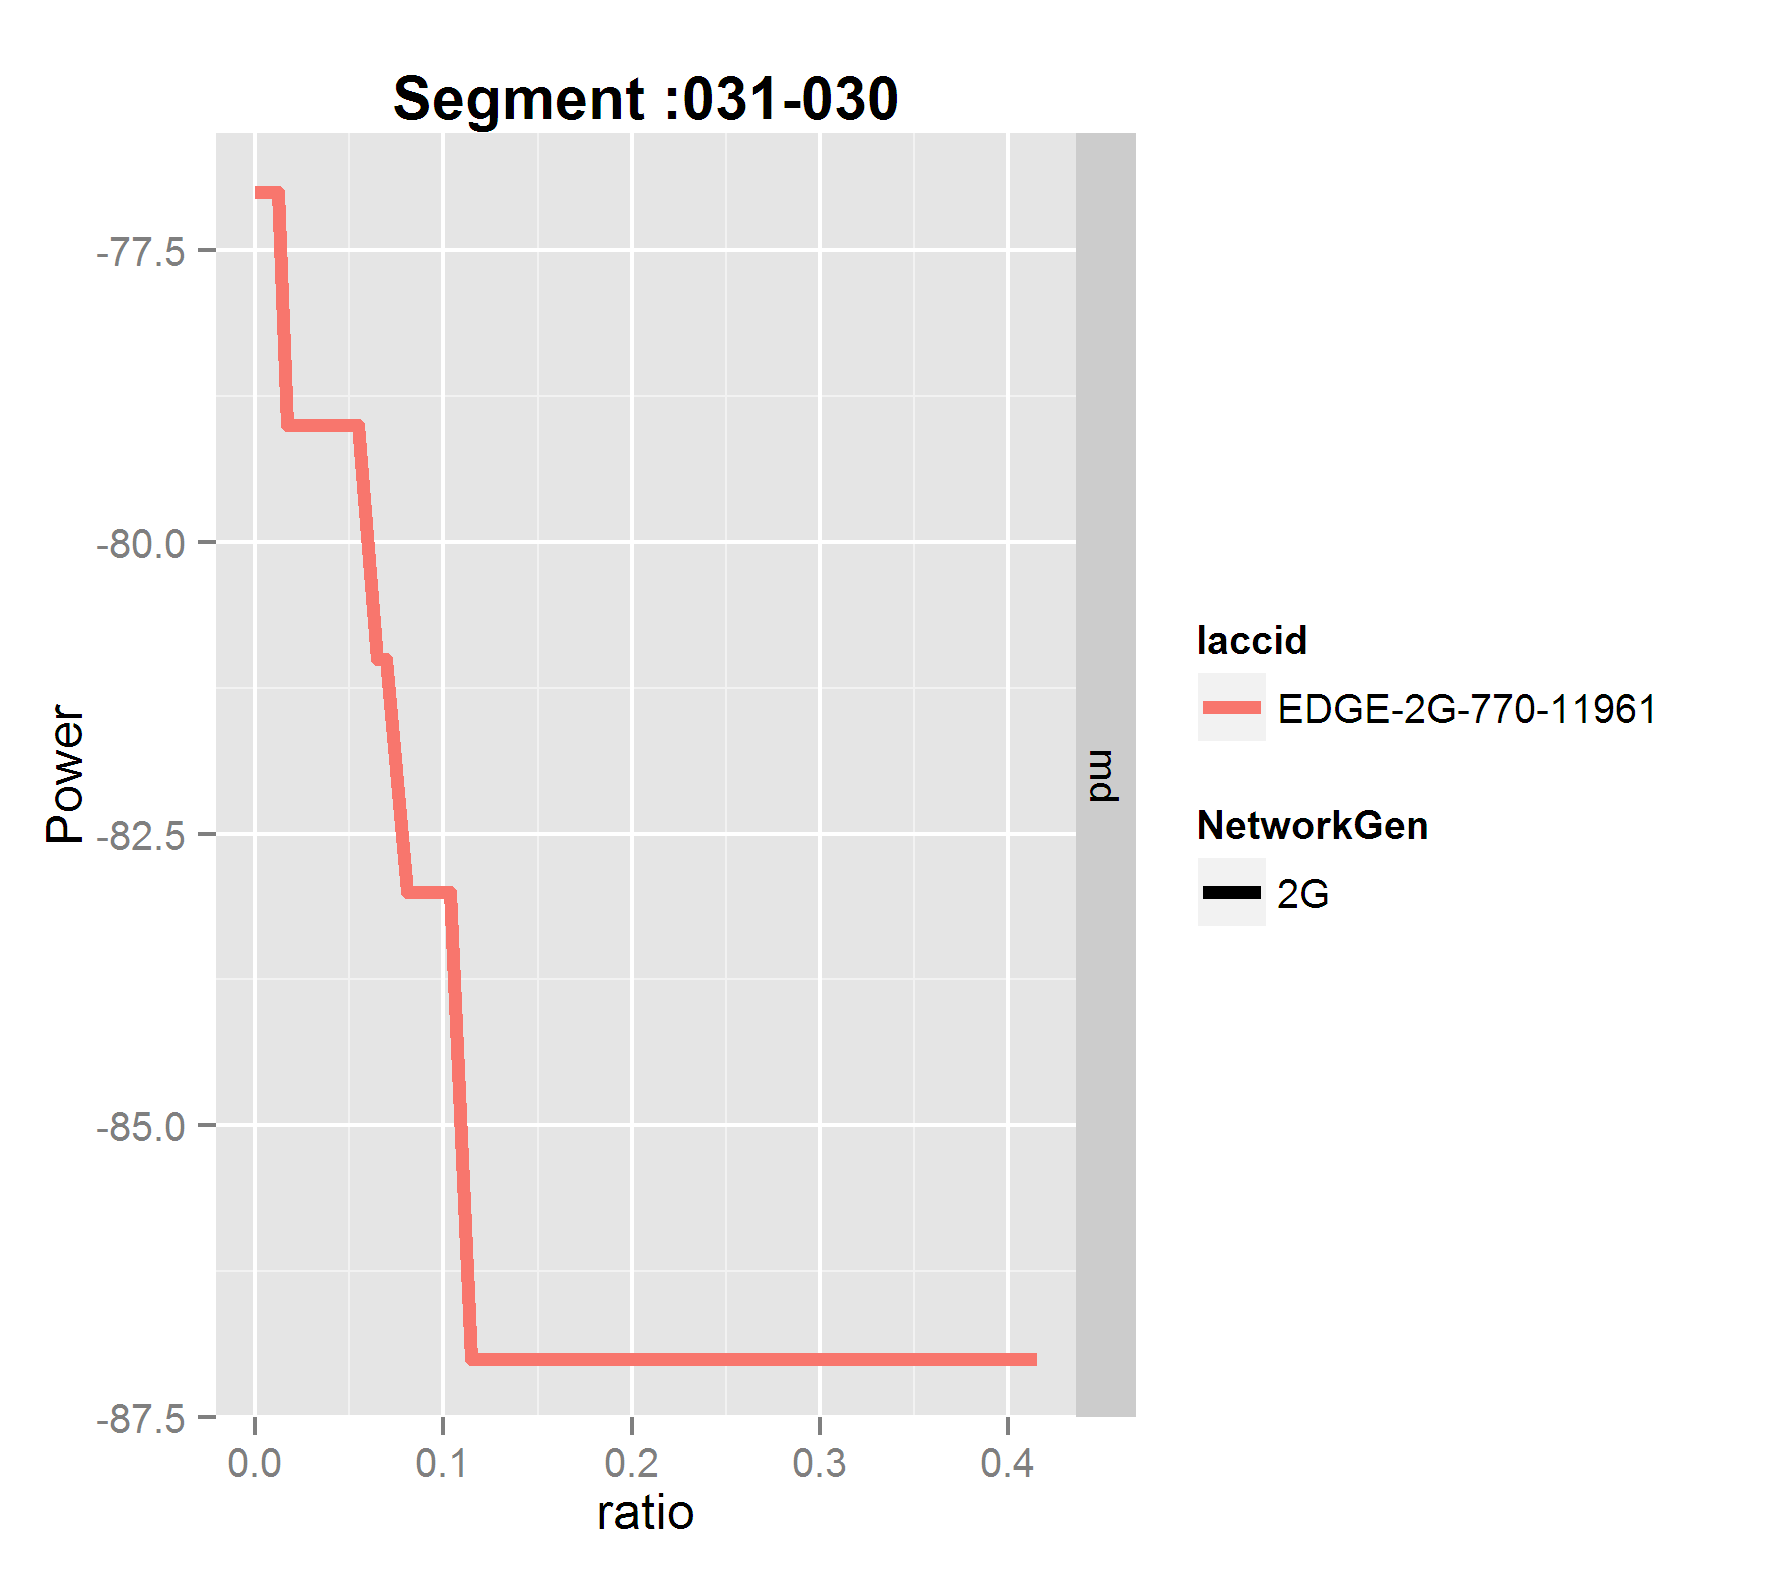 Segment :031-030
Power
-77.5
-80.0
-82.5
-85.0
-87.5
0.0 0.1 0.2 0.3 0.4
ratio
md
laccid
EDGE-2G-770-11961
NetworkGen
2G